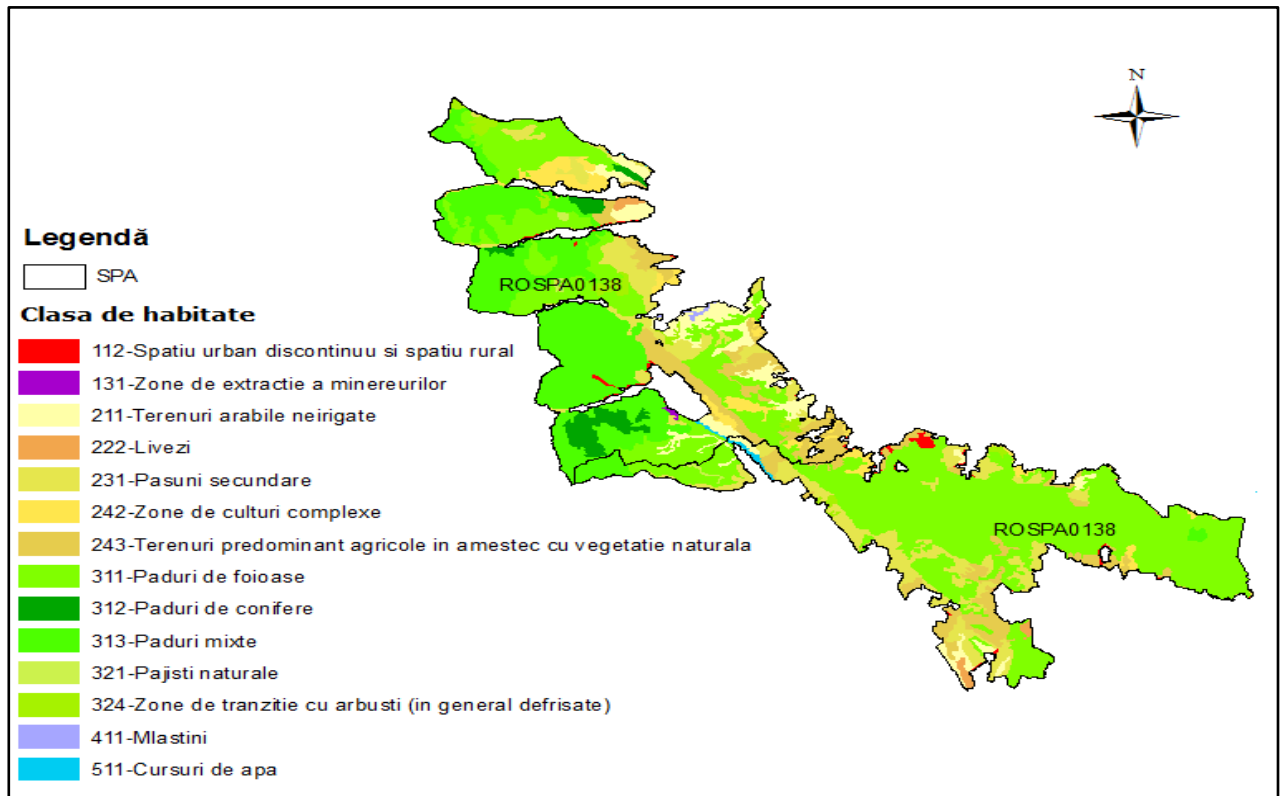 N
Legendă
SPA
Clasa de habitate
112-Spatiu urban discontinuu si spatiu rural
131-Zone de extractie a minereurilor
211-Terenuri arabile neirigate
222-Livezi
231-Pasuni secundare
242-Zone de culturi complexe
243-Terenuri predominant agricole in amestec cu vegetatie naturala
311-Paduri de foioase
312-Paduri de conifere
313-Paduri mixte
321-Pajisti naturale
324-Zone de tranzitie cu arbusti (in general defrisate)
411-Mlastini
511-Cursuri de apa
ROSPA0138
ROSPA0138